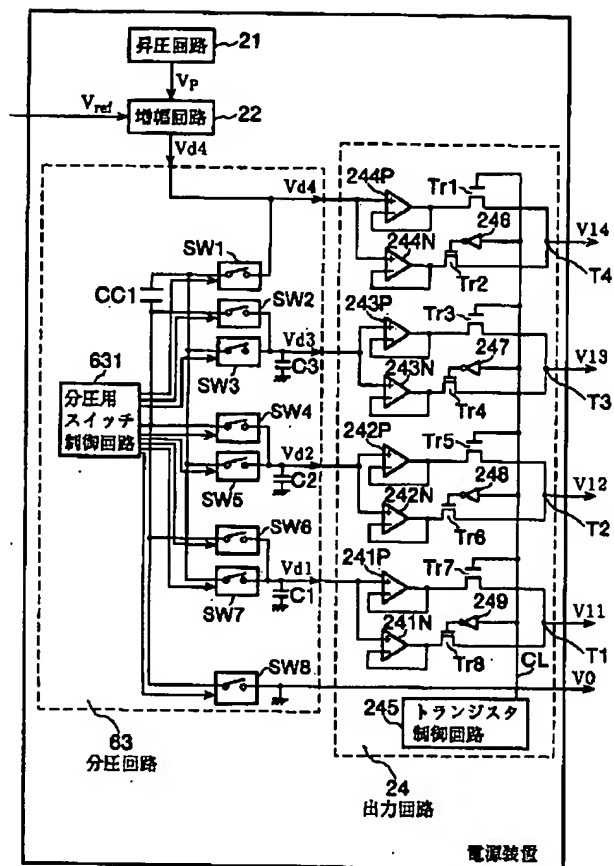 昇圧回路 21
VP
Vref
増幅回路 22
Vd4
Vd4
244P
Tr1
246
V14
SW1
CC1
244N
Tr2
T4
SW2
243P
Tr3
247
Vd3
V13
SW3
C3
631
分圧用
スイッチ
制御回路
243N
Tr4
T3
SW4
242P
Tr5
248
Vd2
V12
SW5
C2
242N
Tr6
T2
SW6
241P
Tr7
249
Vd1
V11
SW7
C1
241N
Tr8
CL
T1
SW8
V0
245
トランジスタ
制御回路
63
分圧回路
24
出力回路
電源装置